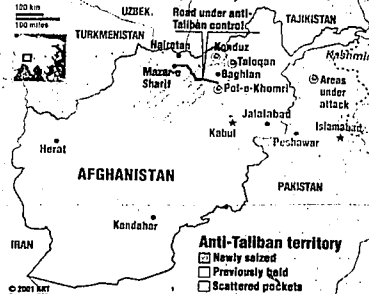 100 km
100 miles
UZBEK.
Road under anti-
Taliban control
TAJIKISTAN
TURKMENISTAN
Hairatan
Konduz
Taloqan
Mazar-e
Sharif
Baghlan
Pol-e-Khomri
Kashmir
Areas
under
attack
Jalalabad
Kabul
Islamabad
Peshawar
Herat
AFGHANISTAN
PAKISTAN
Kandahar
IRAN
Anti-Taliban territory
Newly seized
Previously held
Scattered pockets
© 2001 KRT